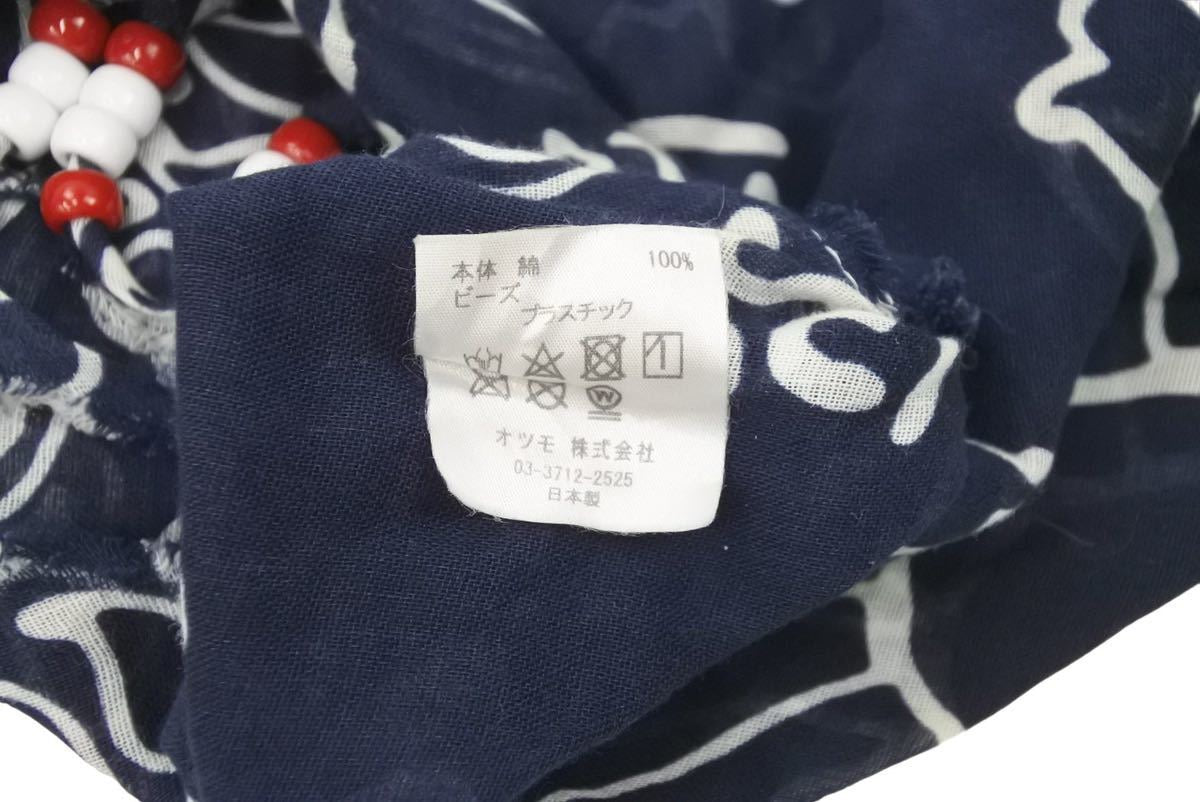 本体 綿 100%
ビーズ
プラスチック
W
オツモ 株式会社
03-3712-2525
日本製